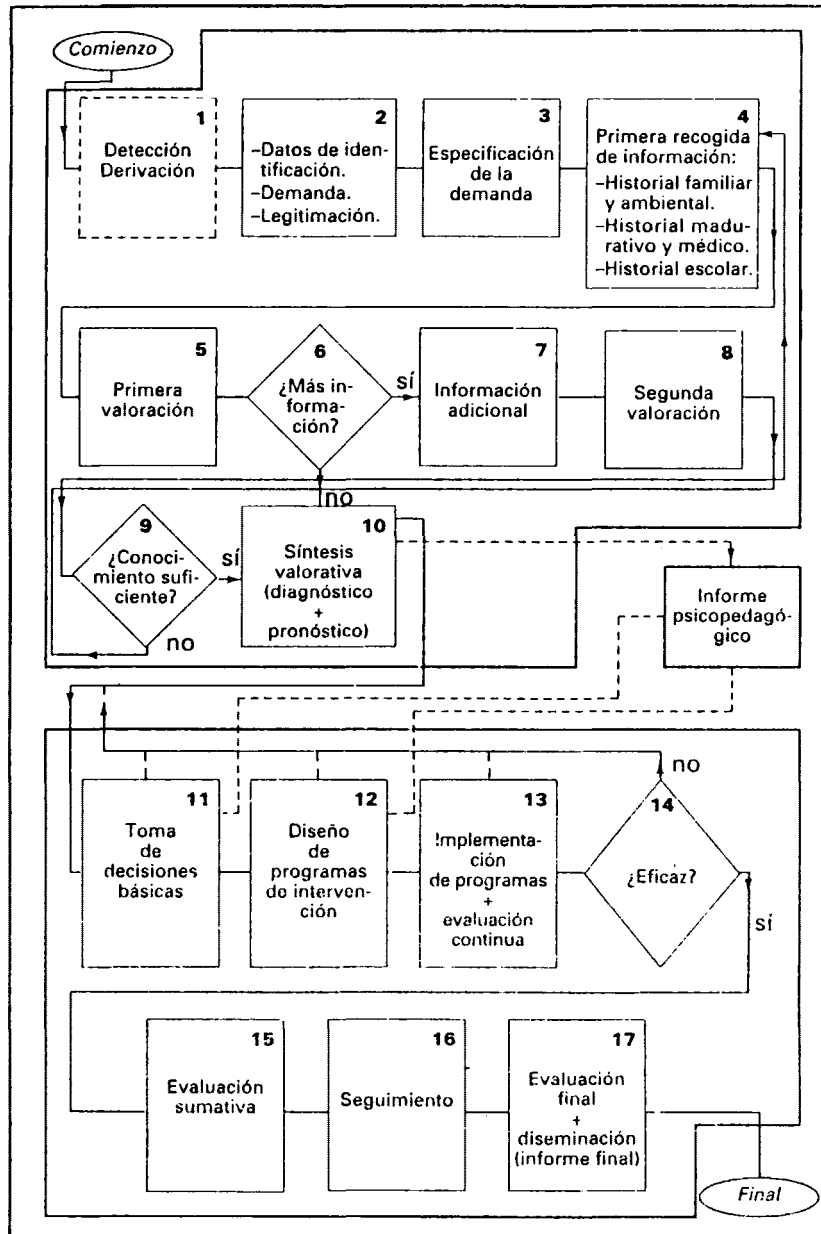 Comienzo
1
Detección
Derivación
2
–Datos de iden-
tificación.
–Demanda.
–Legitimación.
3
Especificación
de la
demanda
4
Primera recogida
de información:
–Historial familiar
y ambiental.
–Historial madu-
rativo y médico.
–Historial escolar.
5
Primera
valoración
6
¿Más in-
forma-
ción?
sí
no
7
Información
adicional
8
Segunda
valoración
9
¿Conoci-
miento sufi-
ciente?
sí
no
10
Síntesis
valorativa
(diagnóstico
+
pronóstico)
Informe
psicopedagó-
gico
11
Toma
de
decisiones
básicas
12
Diseño
de
programas
de interven-
ción
13
Implementa-
ción
de programas
+
evaluación
continua
no
14
¿Eficaz?
sí
15
Evaluación
sumativa
16
Seguimiento
17
Evaluación
final
+
diseminación
(informe final)
Final